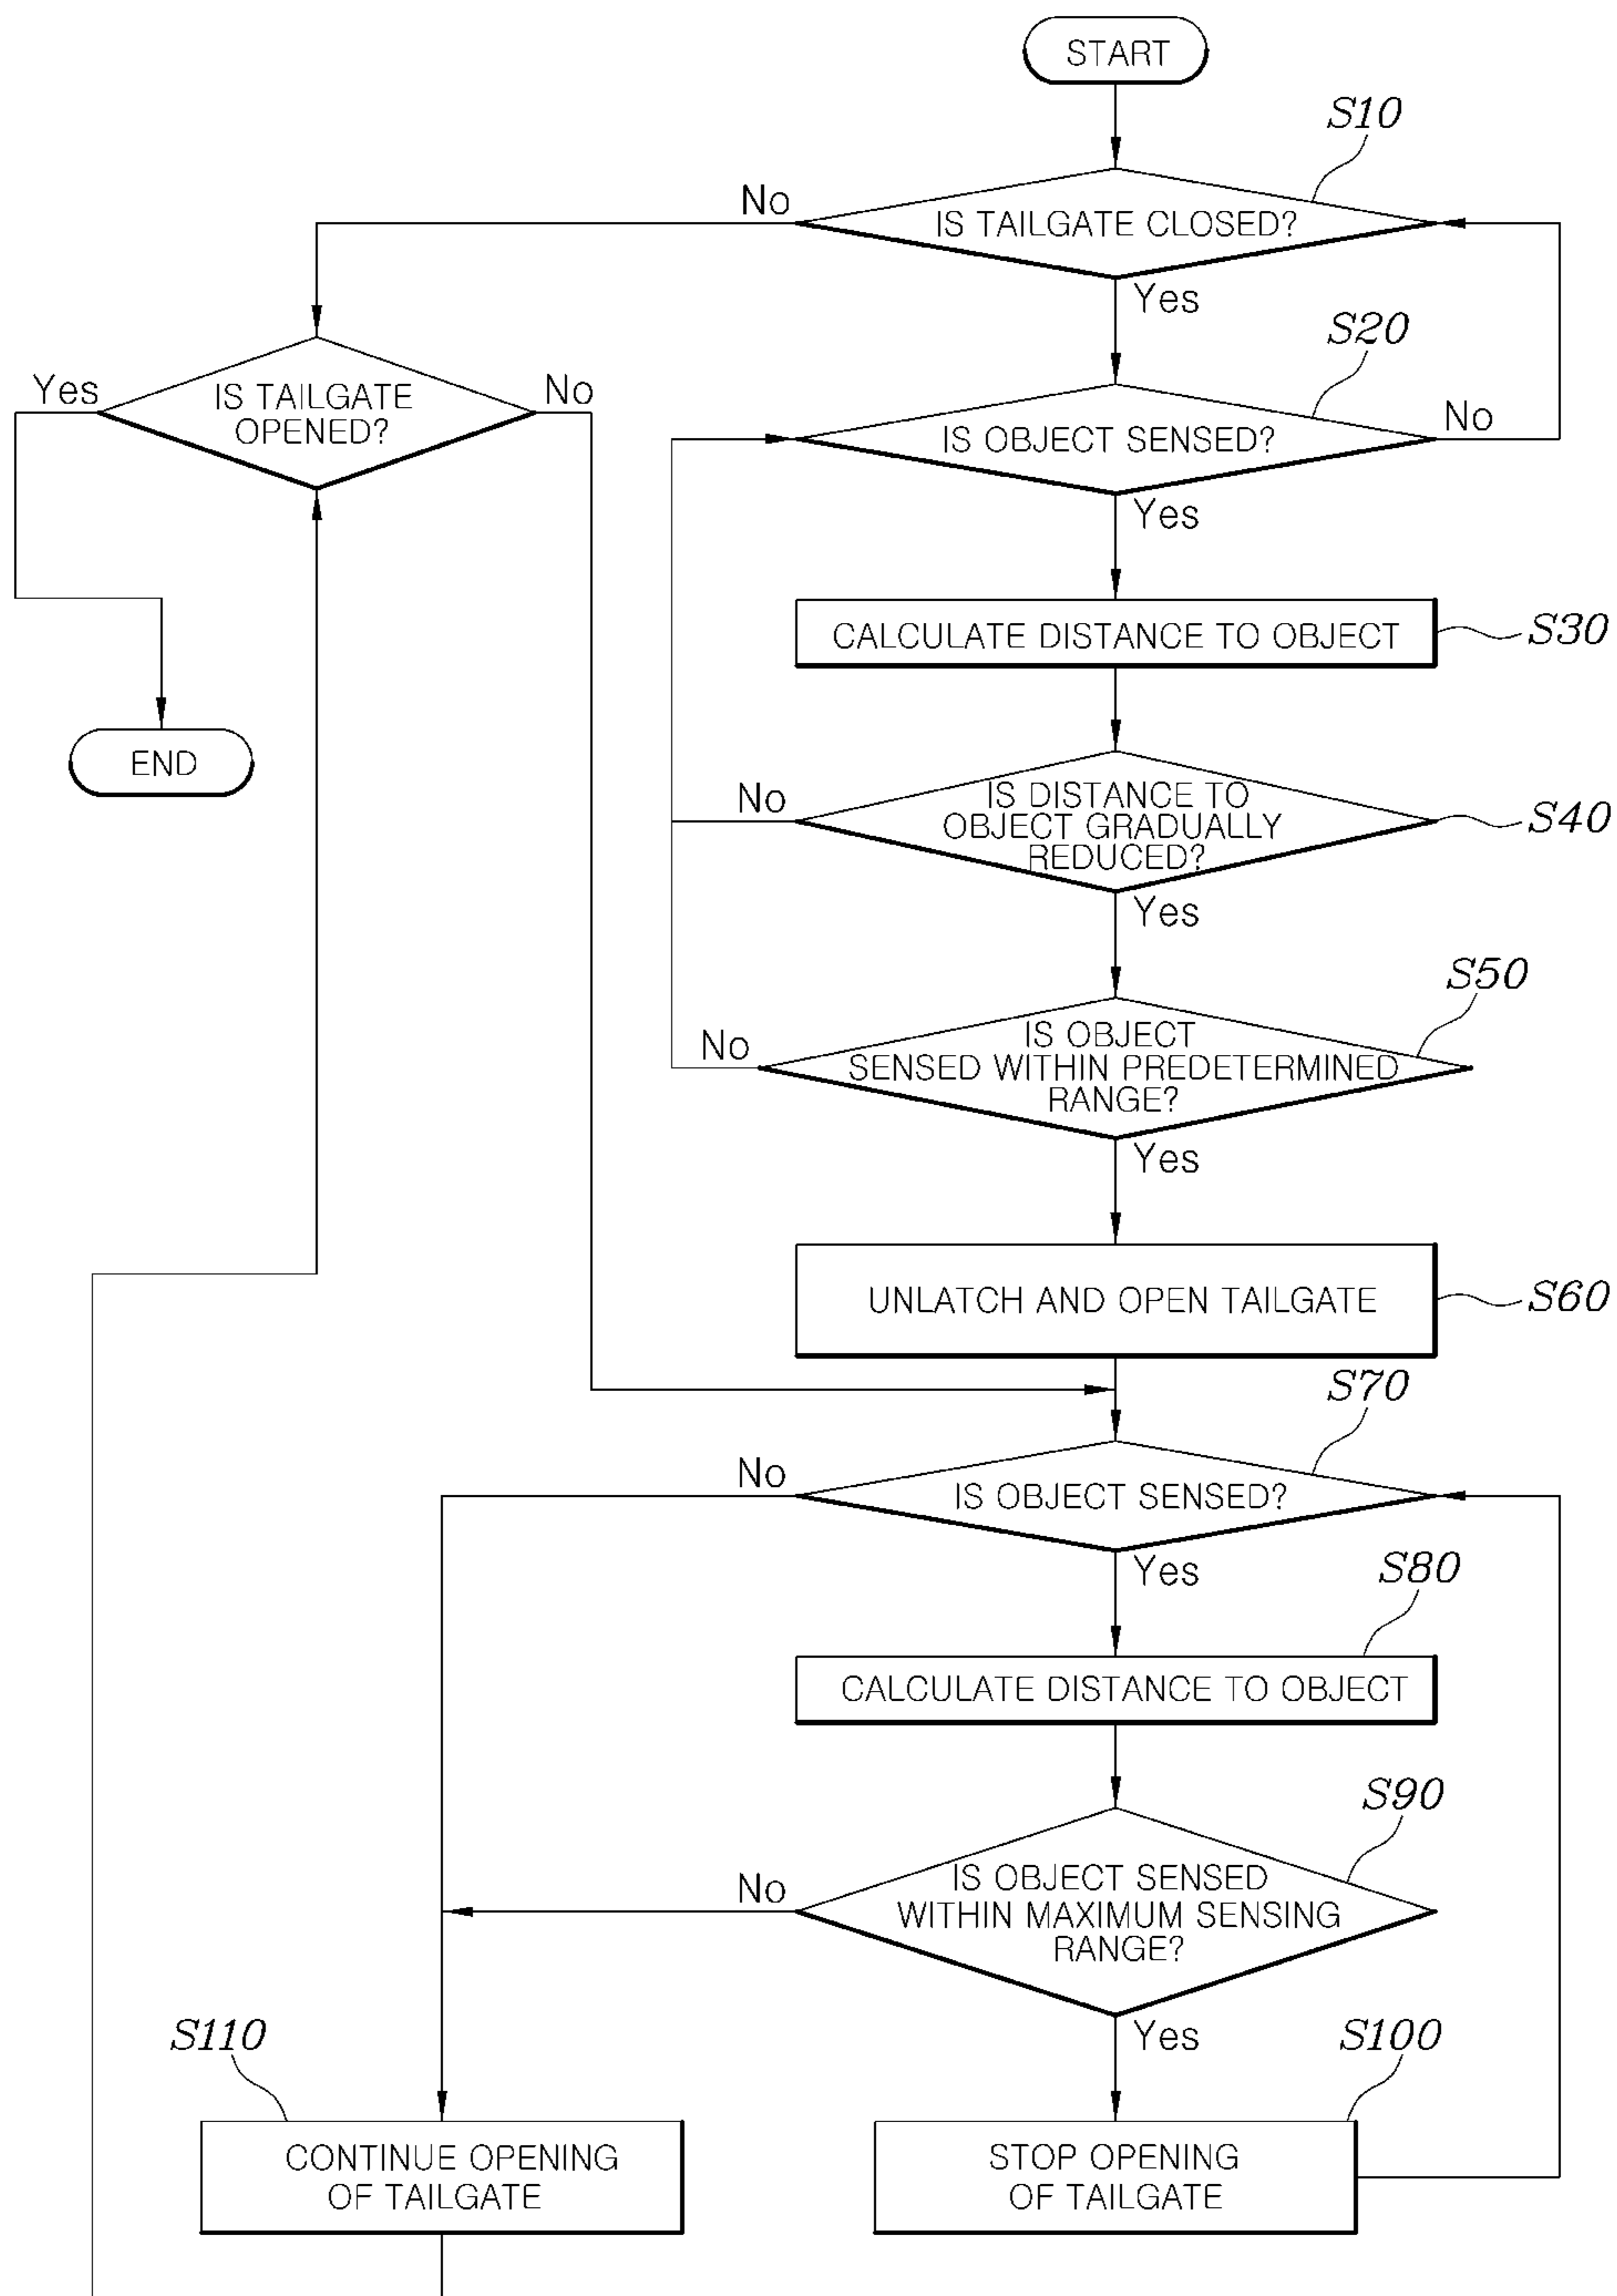 START
S10
No
IS TAILGATE CLOSED?
Yes
S20
Yes
IS TAILGATE
OPENED?
No
IS OBJECT SENSED?
No
Yes
CALCULATE DISTANCE TO OBJECT
S30
END
No
IS DISTANCE TO
OBJECT GRADUALLY
REDUCED?
S40
Yes
S50
No
IS OBJECT
SENSED WITHIN PREDETERMINED
RANGE?
Yes
UNLATCH AND OPEN TAILGATE
S60
S70
No
IS OBJECT SENSED?
Yes
S80
CALCULATE DISTANCE TO OBJECT
S90
No
IS OBJECT SENSED
WITHIN MAXIMUM SENSING
RANGE?
Yes
S110
S100
CONTINUE OPENING
OF TAILGATE
STOP OPENING
OF TAILGATE